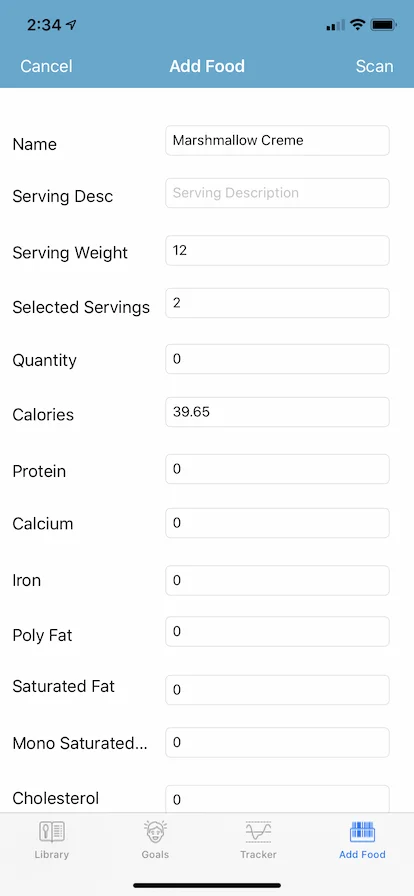 2:34
Cancel Add Food Scan
Name Marshmallow Creme
Serving Desc Serving Description
Serving Weight 12
Selected Servings 2
Quantity 0
Calories 39.65
Protein 0
Calcium 0
Iron 0
Poly Fat 0
Saturated Fat 0
Mono Saturated... 0
Cholesterol 0
Library Goals Tracker Add Food